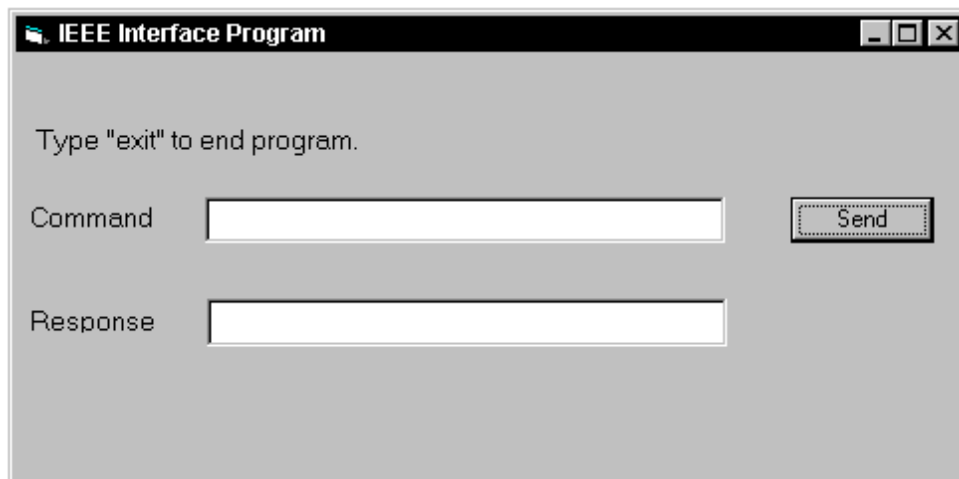 IEEE Interface Program
Type "exit" to end program.
Command
Send
Response